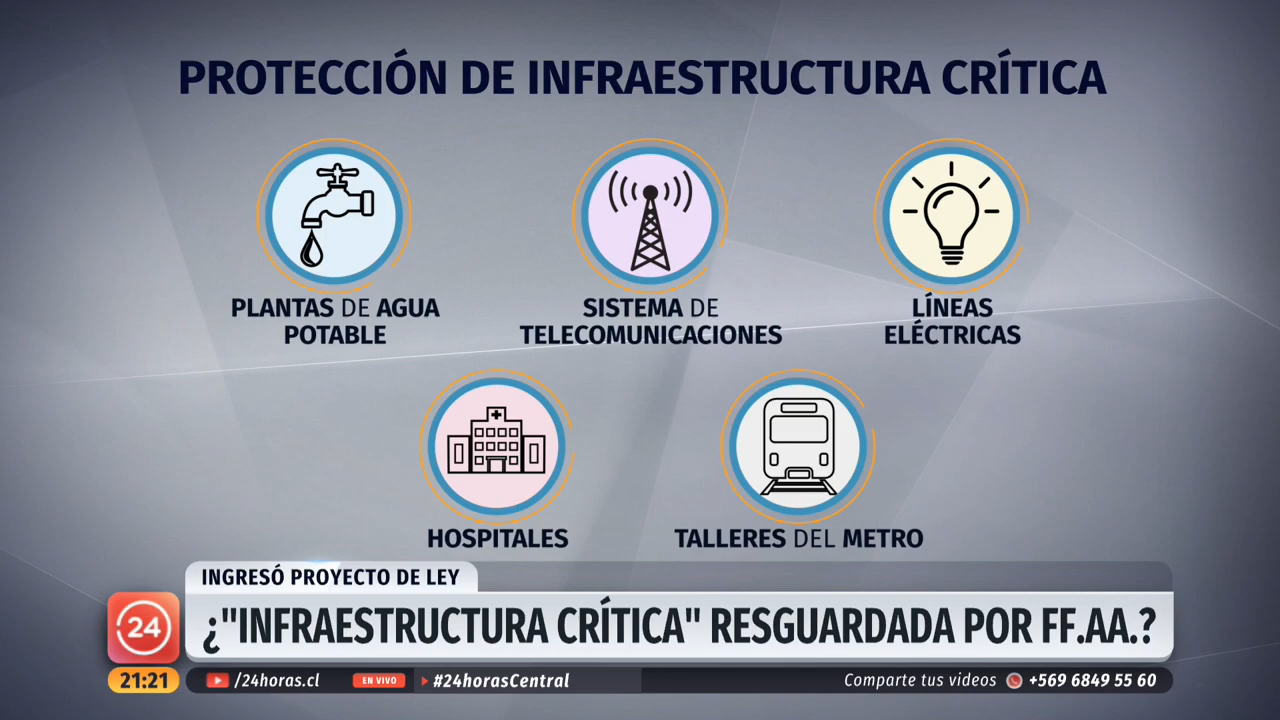 PROTECCIÓN DE INFRAESTRUCTURA CRÍTICA
PLANTAS DE AGUA
POTABLE
SISTEMA DE
TELECOMUNICACIONES
LÍNEAS
ELÉCTRICAS
HOSPITALES
TALLERES DEL METRO
INGRESÓ PROYECTO DE LEY
24
¿"INFRAESTRUCTURA CRÍTICA" RESGUARDADA POR FF.AA.?
21:21
/24horas.cl
EN VIVO
#24horasCentral
Comparte tus videos
+569 6849 55 60